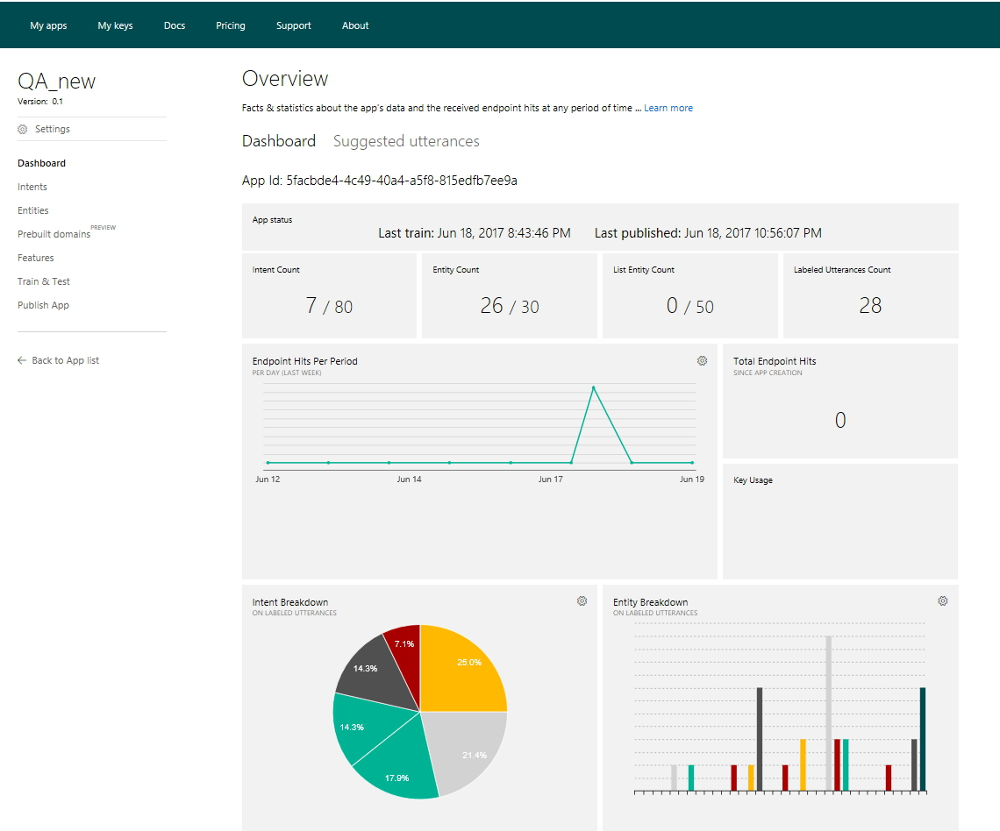 My apps My keys Docs Pricing Support About
QA_new
Version: 0.1
Settings
Dashboard
Intents
Entities
Prebuilt domains PREVIEW
Features
Train & Test
Publish App
← Back to App list
Overview
Facts & statistics about the app's data and the received endpoint hits at any period of time ... Learn more
Dashboard Suggested utterances
App Id: 5facbde4-4c49-40a4-a5f8-815edfb7ee9a
App status
Last train: Jun 18, 2017 8:43:46 PM Last published: Jun 18, 2017 10:56:07 PM
Intent Count
7 / 80
Entity Count
26 / 30
List Entity Count
0 / 50
Labeled Utterances Count
28
Endpoint Hits Per Period
PER DAY (LAST WEEK)
Jun 12 Jun 14 Jun 17 Jun 19
Total Endpoint Hits
SINCE APP CREATION
0
Key Usage
Intent Breakdown
ON LABELED UTTERANCES
7.1%
25.0%
14.3%
14.3%
21.4%
17.9%
Entity Breakdown
ON LABELED UTTERANCES